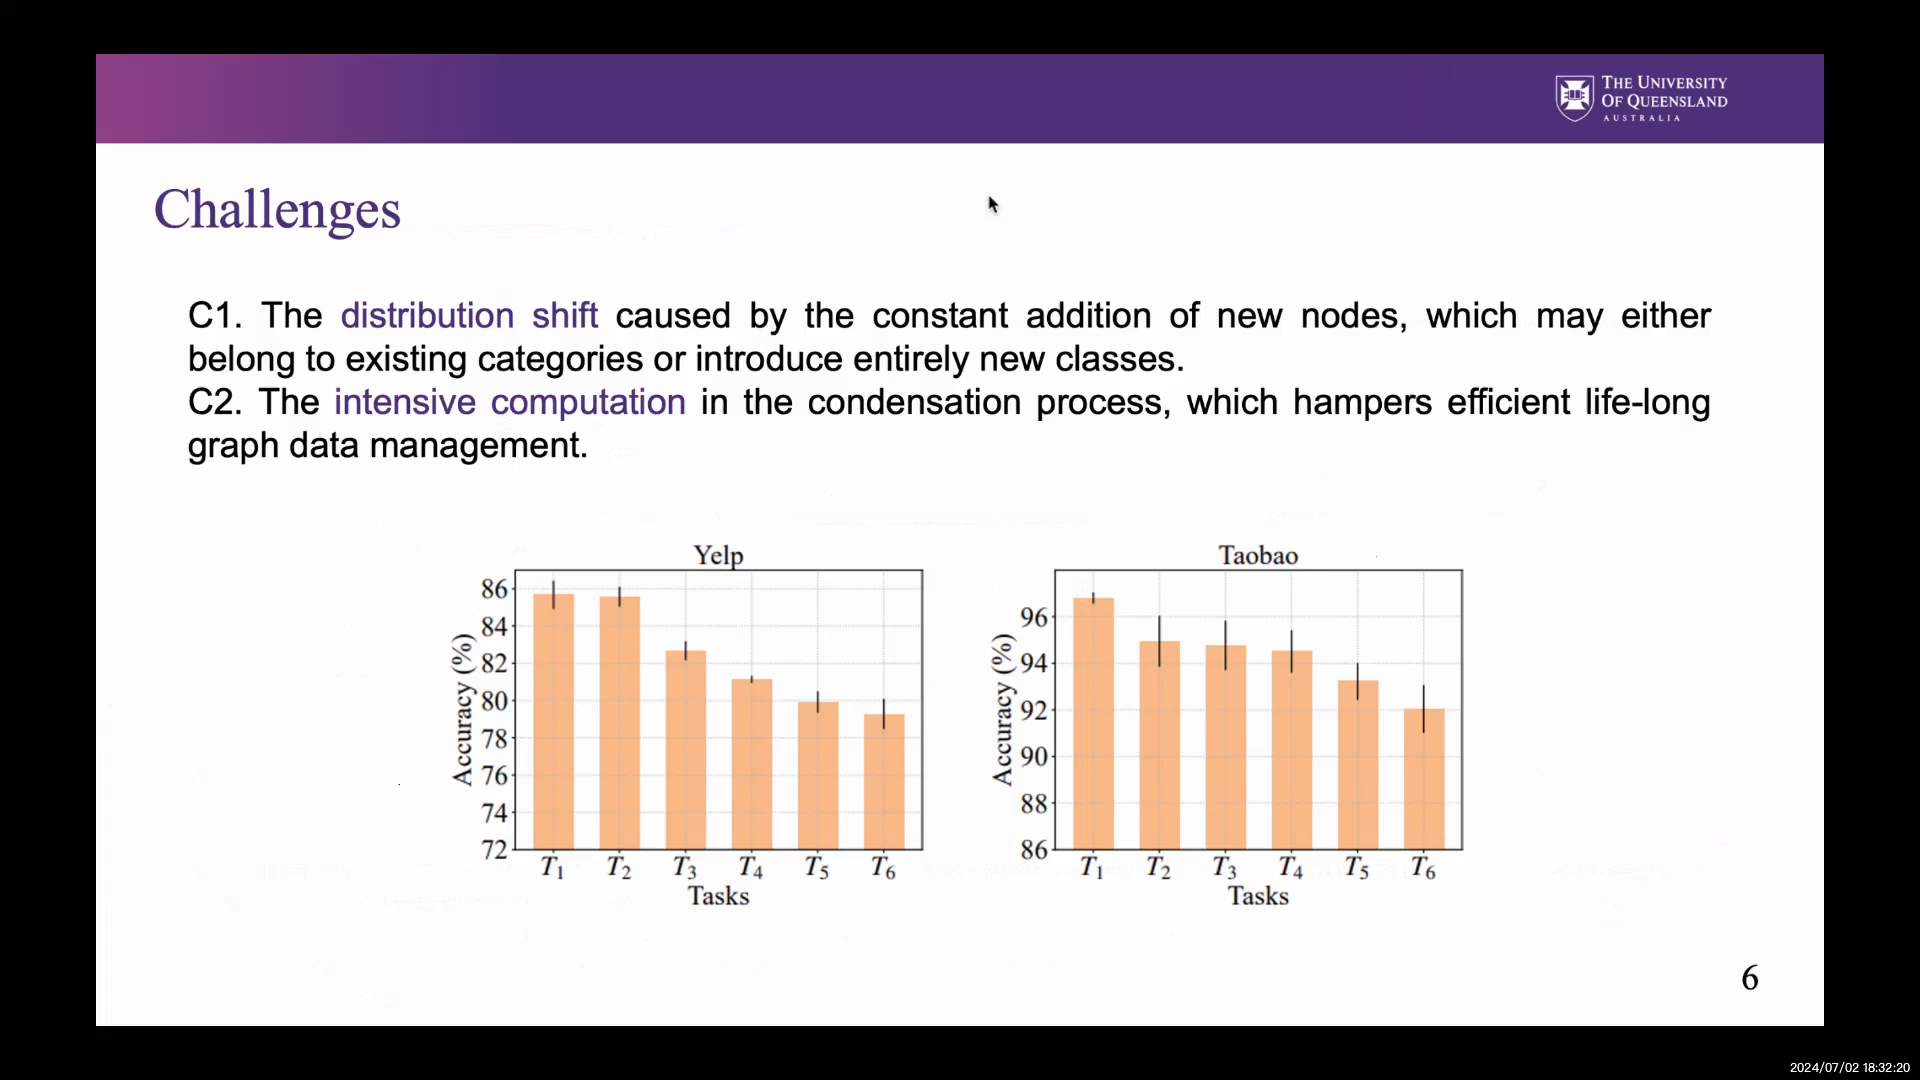 THE UNIVERSITY
OF QUEENSLAND
AUSTRALIA
Challenges
C1. The distribution shift caused by the constant addition of new nodes, which may either
belong to existing categories or introduce entirely new classes.
C2. The intensive computation in the condensation process, which hampers efficient life-long
graph data management.
Yelp
Accuracy (%)
86
84
82
80
78
76
74
72
T1 T2 T3 T4 T5 T6
Tasks
Taobao
Accuracy (%)
96
94
92
90
88
86
T1 T2 T3 T4 T5 T6
Tasks
6
2024/07/02 18:32:20